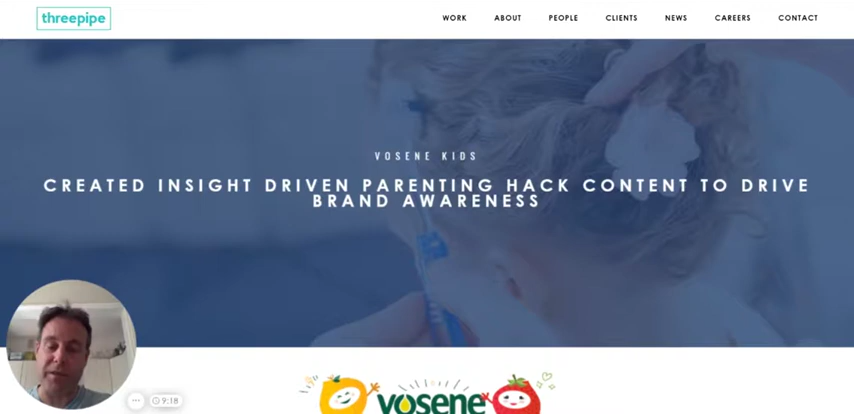 threepipe
WORK ABOUT PEOPLE CLIENTS NEWS CAREERS CONTACT
VOSENE KIDS
CREATED INSIGHT DRIVEN PARENTING HACK CONTENT TO DRIVE
BRAND AWARENESS
9:18
vosene